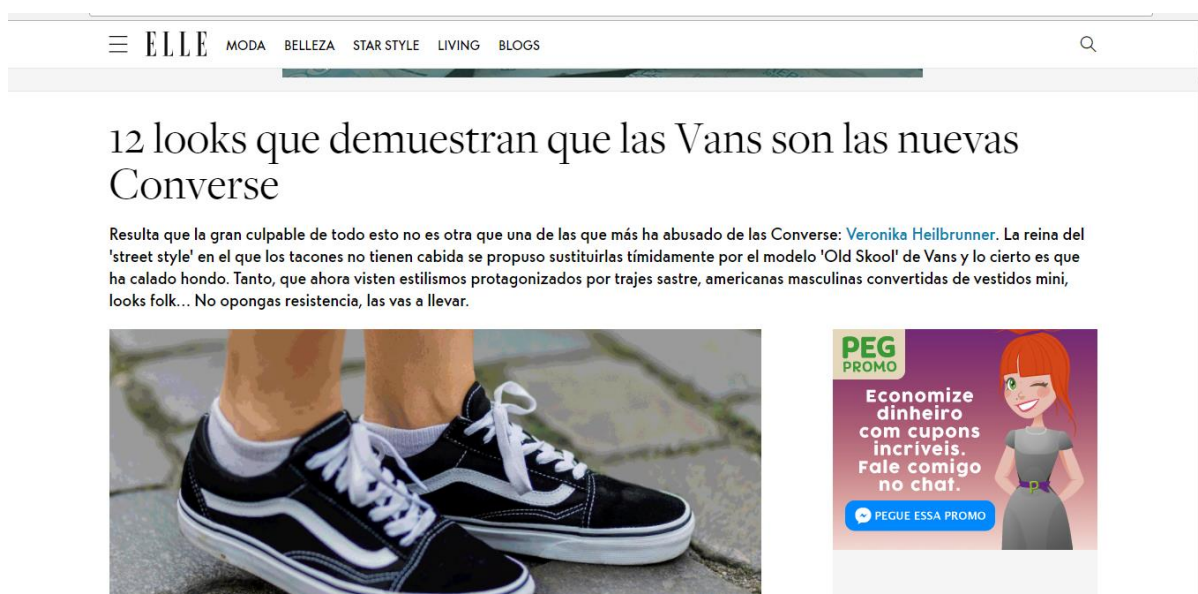 ELLE MODA BELLEZA STAR STYLE LIVING BLOGS
12 looks que demuestran que las Vans son las nuevas
Converse
Resulta que la gran culpable de todo esto no es otra que una de las que más ha abusado de las Converse: Veronika Heilbrunner. La reina del
'street style' en el que los tacones no tienen cabida se propuso sustituirlas tímidamente por el modelo 'Old Skool' de Vans y lo cierto es que
ha calado hondo. Tanto, que ahora visten estilismos protagonizados por trajes sastre, americanas masculinas convertidas de vestidos mini,
looks folk… No opongas resistencia, las vas a llevar.
PEG
PROMO
Economize
dinheiro
com cupons
incríveis.
Fale comigo
no chat.
P
PEGUE ESSA PROMO